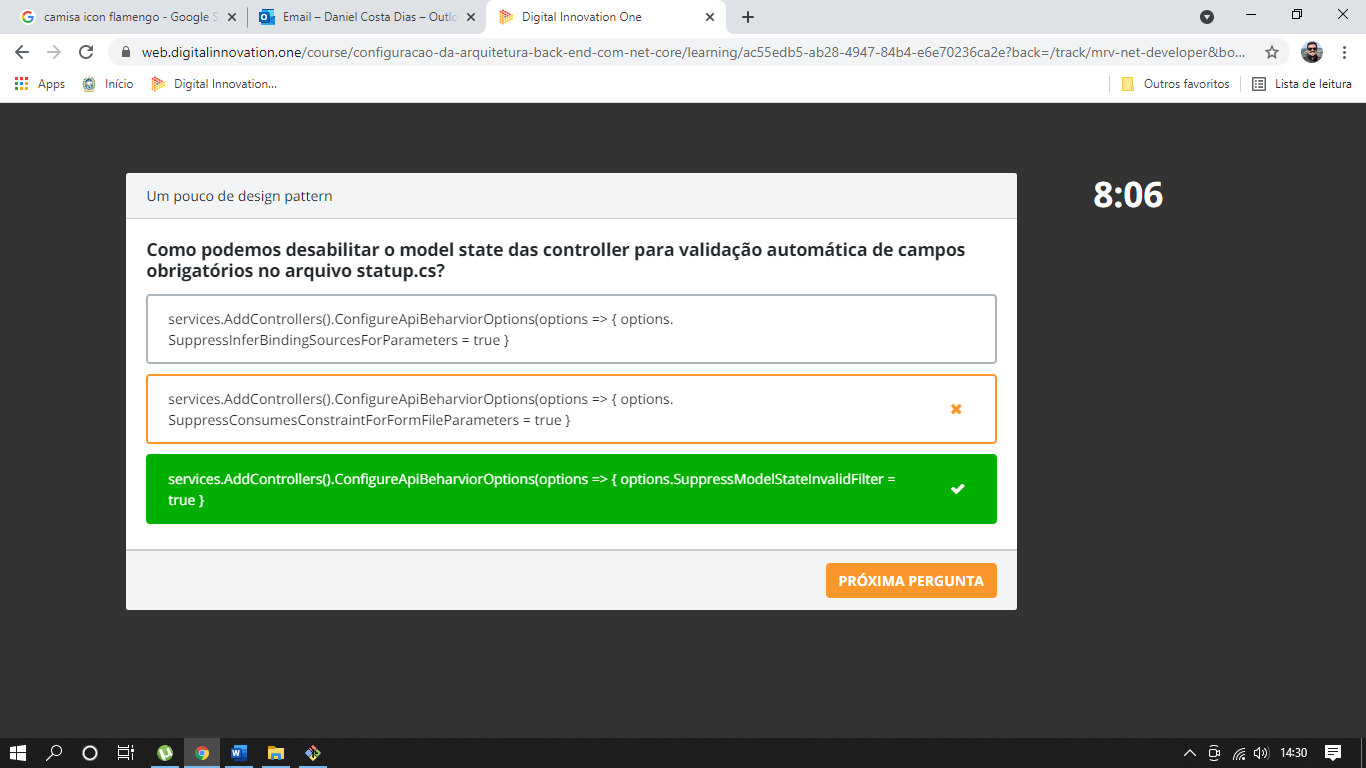 camisa icon flamengo - Google S
Email – Daniel Costa Dias – Outlo
Digital Innovation One
web.digitalinnovation.one/course/configuracao-da-arquitetura-back-end-com-net-core/learning/ac55edb5-ab28-4947-84b4-e6e70236ca2e?back=/track/mrv-net-developer&bo...
Apps
Início
Digital Innovation...
Outros favoritos
Lista de leitura
Um pouco de design pattern
8:06
Como podemos desabilitar o model state das controller para validação automática de campos
obrigatórios no arquivo statup.cs?
services.AddControllers().ConfigureApiBeharviorOptions(options => { options.
SuppressInferBindingSourcesForParameters = true }
services.AddControllers().ConfigureApiBeharviorOptions(options => { options.
SuppressConsumesConstraintForFormFileParameters = true }
services.AddControllers().ConfigureApiBeharviorOptions(options => { options.SuppressModelStateInvalidFilter =
true }
PRÓXIMA PERGUNTA
14:30